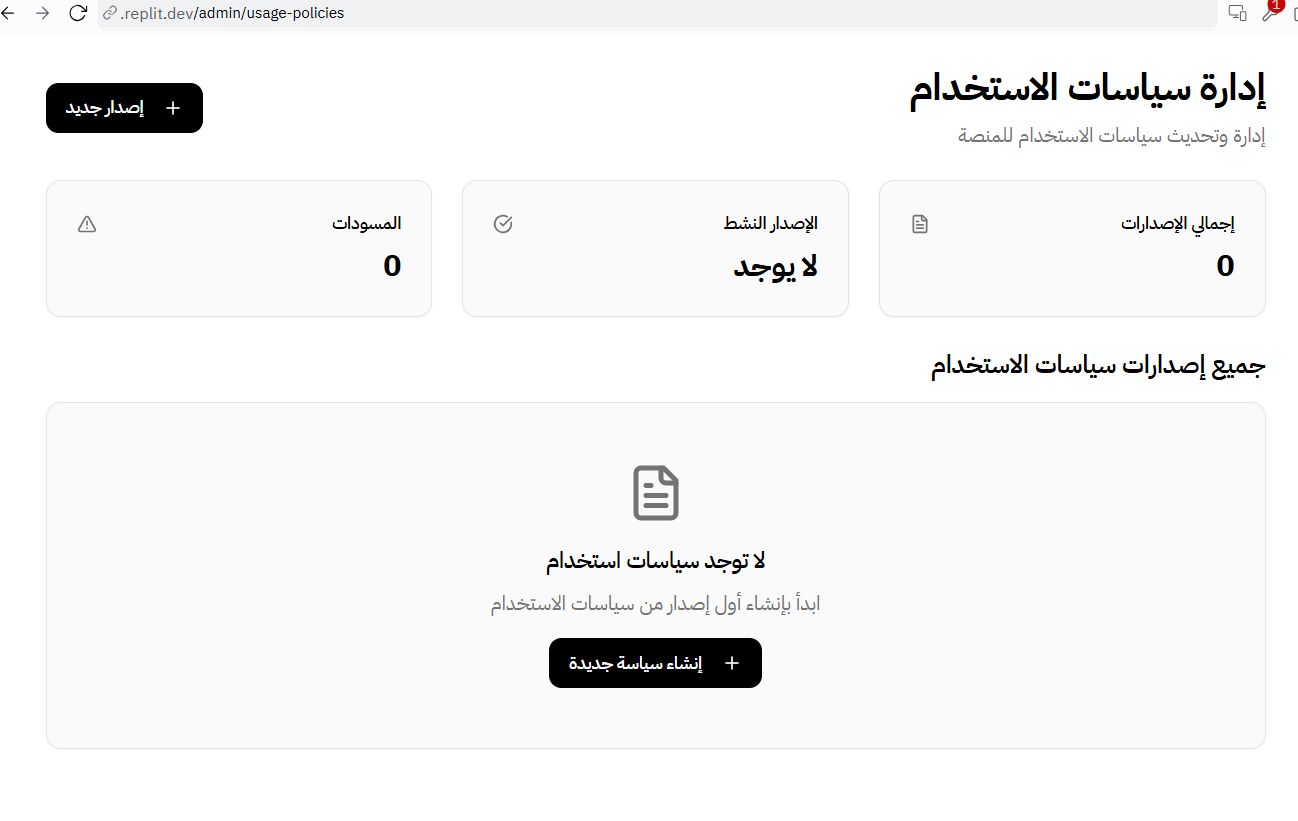 .replit.dev/admin/usage-policies
1
إدارة سياسات الاستخدام
إدارة وتحديث سياسات الاستخدام للمنصة
إصدار جديد
إجمالي الإصدارات
0
الإصدار النشط
لا يوجد
المسودات
0
جميع إصدارات سياسات الاستخدام
لا توجد سياسات استخدام
ابدأ بإنشاء أول إصدار من سياسات الاستخدام
إنشاء سياسة جديدة